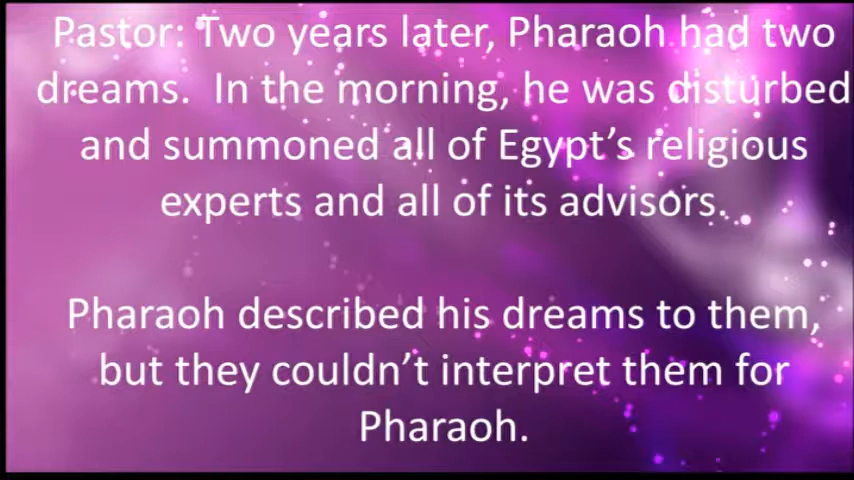 Pastor: Two years later, Pharaoh had two
dreams.  In the morning, he was disturbed
and summoned all of Egypt’s religious
experts and all of its advisors.
Pharaoh described his dreams to them,
but they couldn’t interpret them for
Pharaoh.